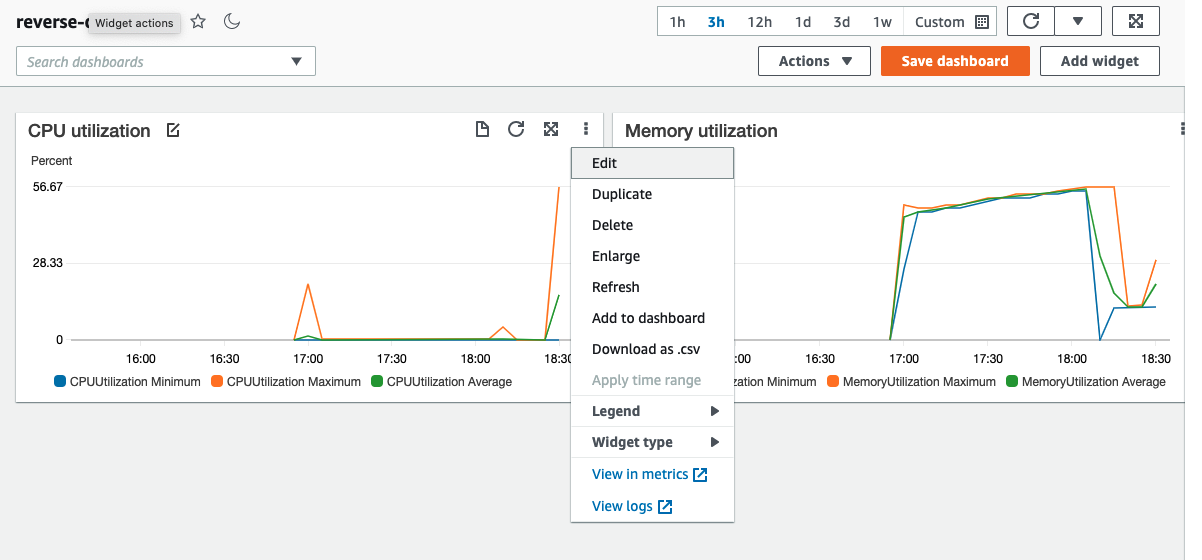 reverse-
Widget actions
1h 3h 12h 1d 3d 1w Custom
Search dashboards
Actions
Save dashboard
Add widget
CPU utilization
Percent
56.67
28.33
0
16:00 16:30 17:00 17:30 18:00 18:30
CPUUtilization Minimum CPUUtilization Maximum CPUUtilization Average
Memory utilization
:00 16:30 17:00 17:30 18:00 18:30
zation Minimum MemoryUtilization Maximum MemoryUtilization Average
Edit
Duplicate
Delete
Enlarge
Refresh
Add to dashboard
Download as .csv
Apply time range
Legend
Widget type
View in metrics
View logs